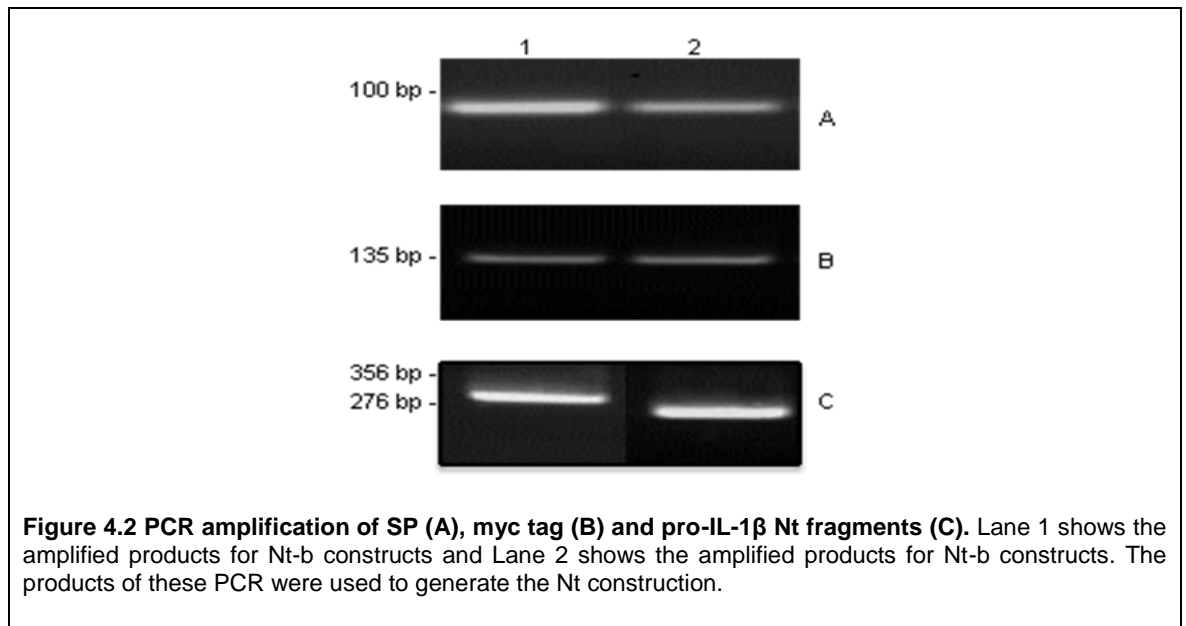 1 2
100 bp -
A
135 bp -
B
356 bp -
276 bp -
C
Figure 4.2 PCR amplification of SP (A), myc tag (B) and pro-IL-1β Nt fragments (C). Lane 1 shows the
amplified products for Nt-b constructs and Lane 2 shows the amplified products for Nt-b constructs. The
products of these PCR were used to generate the Nt construction.